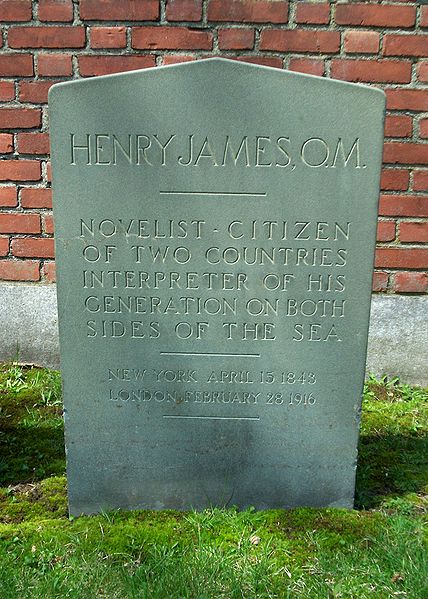 HENRY JAMES, O.M.
NOVELIST - CITIZEN
OF TWO COUNTRIES
INTERPRETER OF HIS
GENERATION ON BOTH
SIDES OF THE SEA
NEW YORK APRIL 15 1843
LONDON FEBRUARY 28 1916